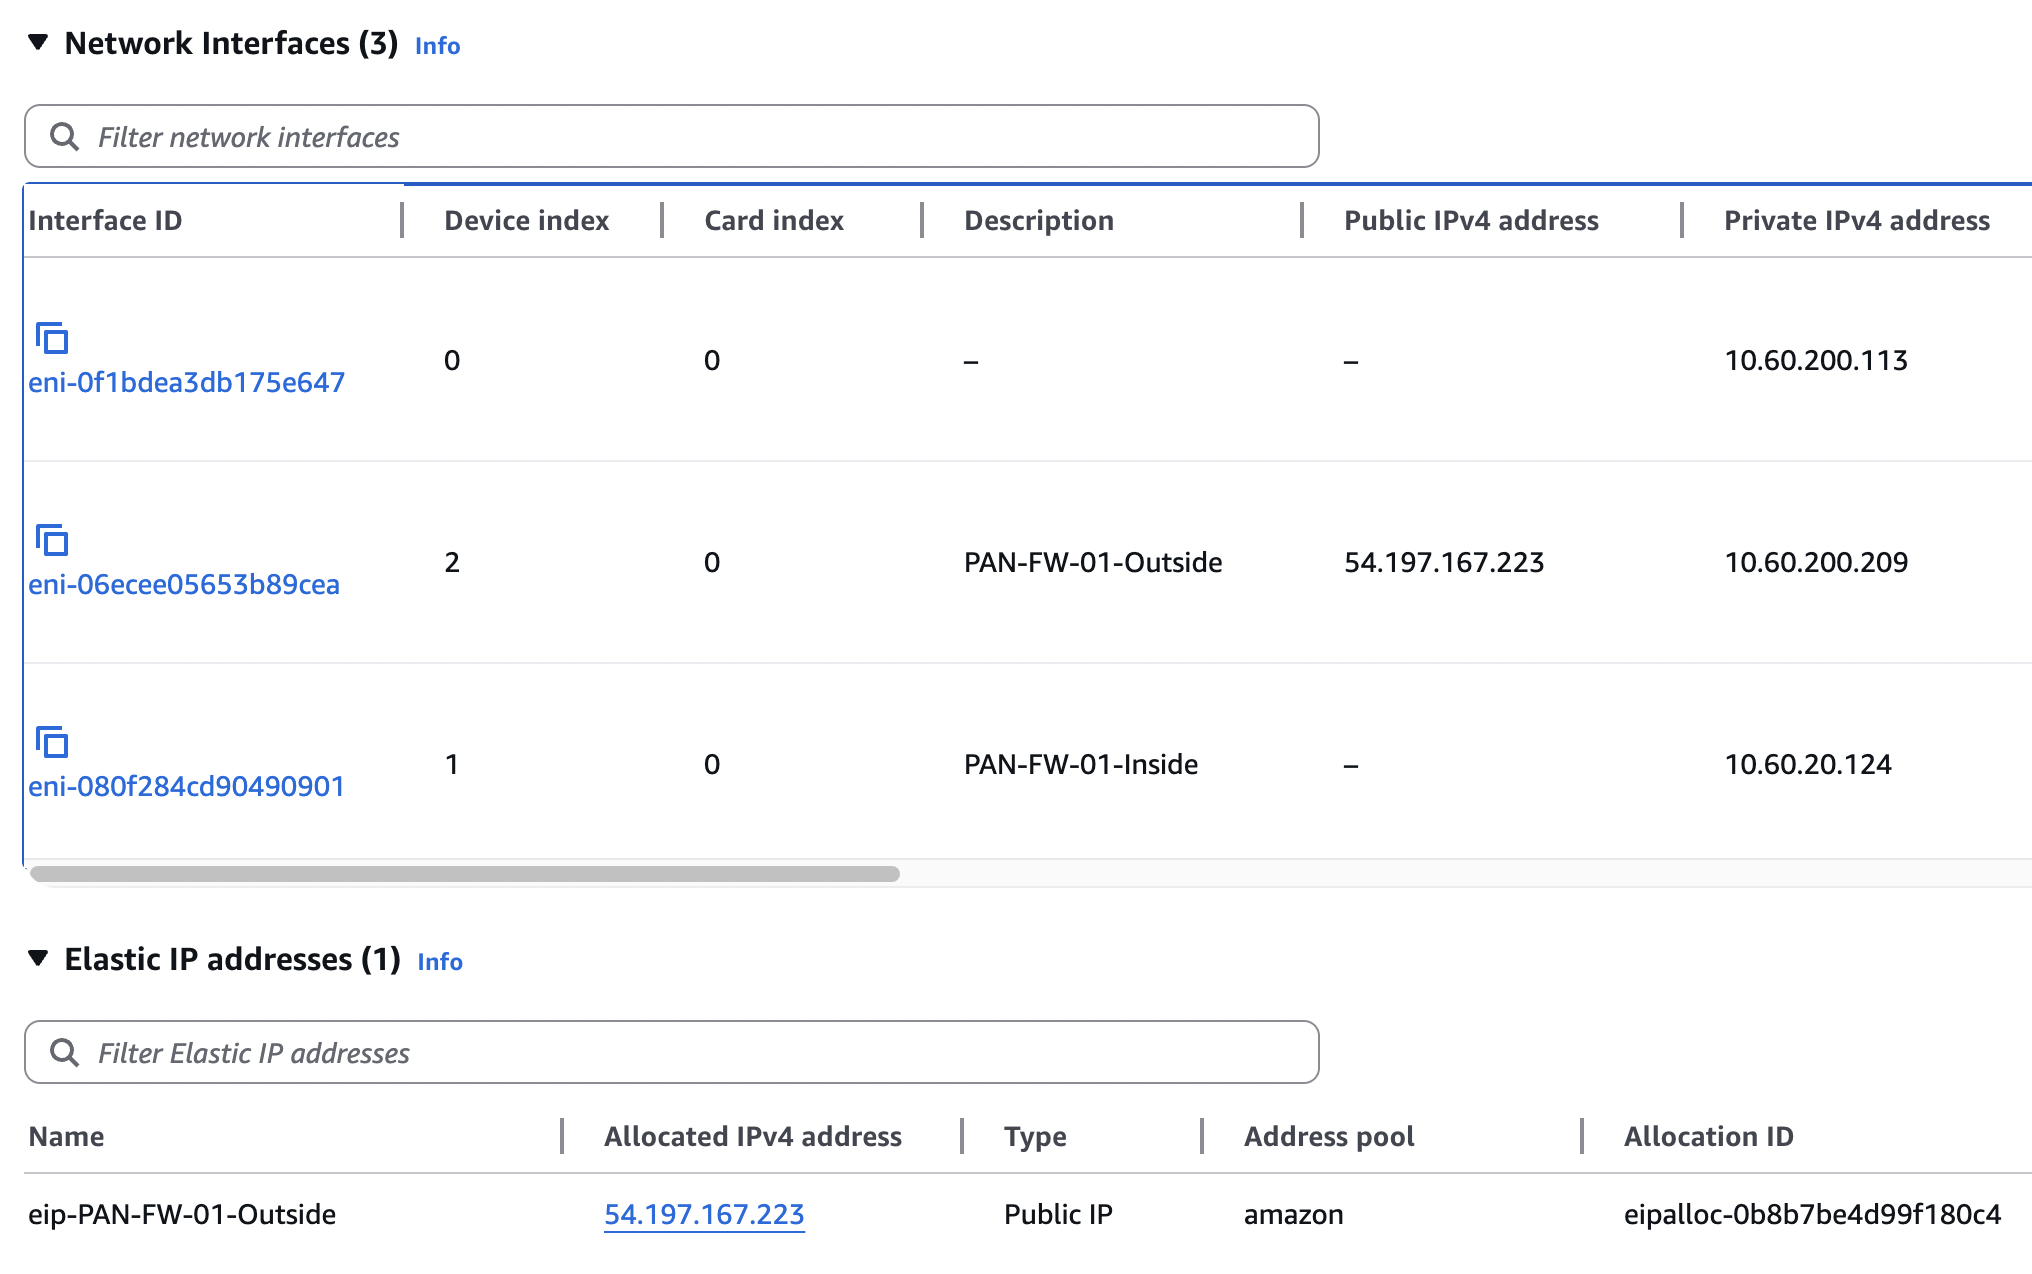 Network Interfaces (3) Info
Filter network interfaces
Interface ID Device index Card index Description Public IPv4 address Private IPv4 address
eni-0f1bdea3db175e647 0 0 – – 10.60.200.113
eni-06ecee05653b89cea 2 0 PAN-FW-01-Outside 54.197.167.223 10.60.200.209
eni-080f284cd90490901 1 0 PAN-FW-01-Inside – 10.60.20.124
Elastic IP addresses (1) Info
Filter Elastic IP addresses
Name Allocated IPv4 address Type Address pool Allocation ID
eip-PAN-FW-01-Outside 54.197.167.223 Public IP amazon eipalloc-0b8b7be4d99f180c4